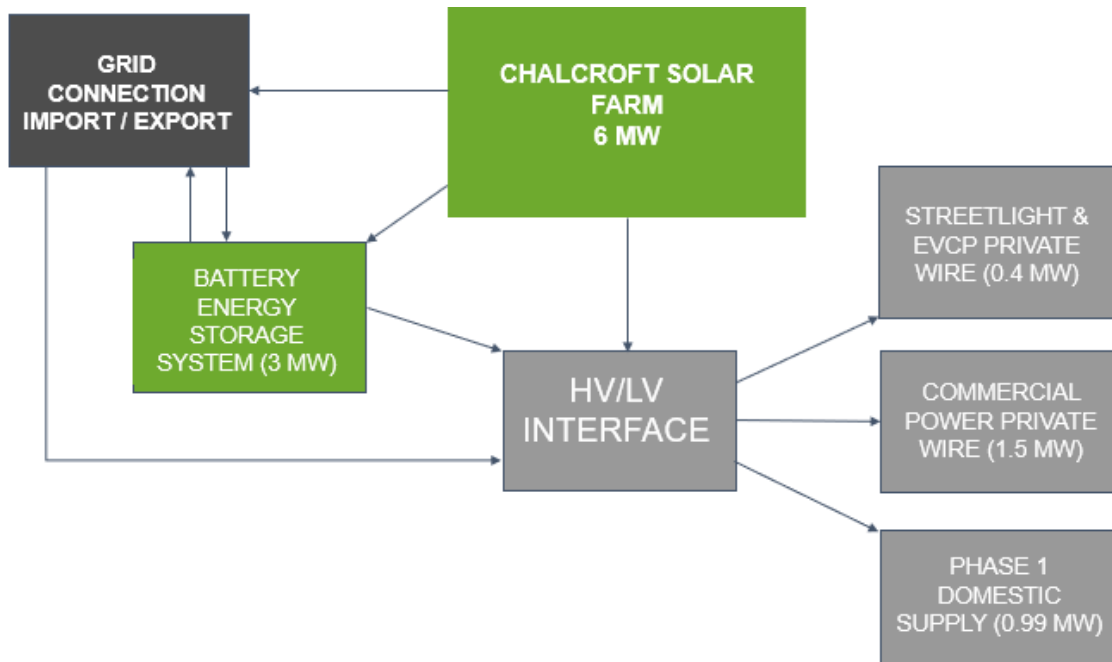 GRID
CONNECTION
IMPORT / EXPORT
CHALCROFT SOLAR
FARM
6 MW
BATTERY
ENERGY
STORAGE
SYSTEM (3 MW)
HV/LV
INTERFACE
STREETLIGHT &
EVCP PRIVATE
WIRE (0.4 MW)
COMMERCIAL
POWER PRIVATE
WIRE (1.5 MW)
PHASE 1
DOMESTIC
SUPPLY (0.99 MW)